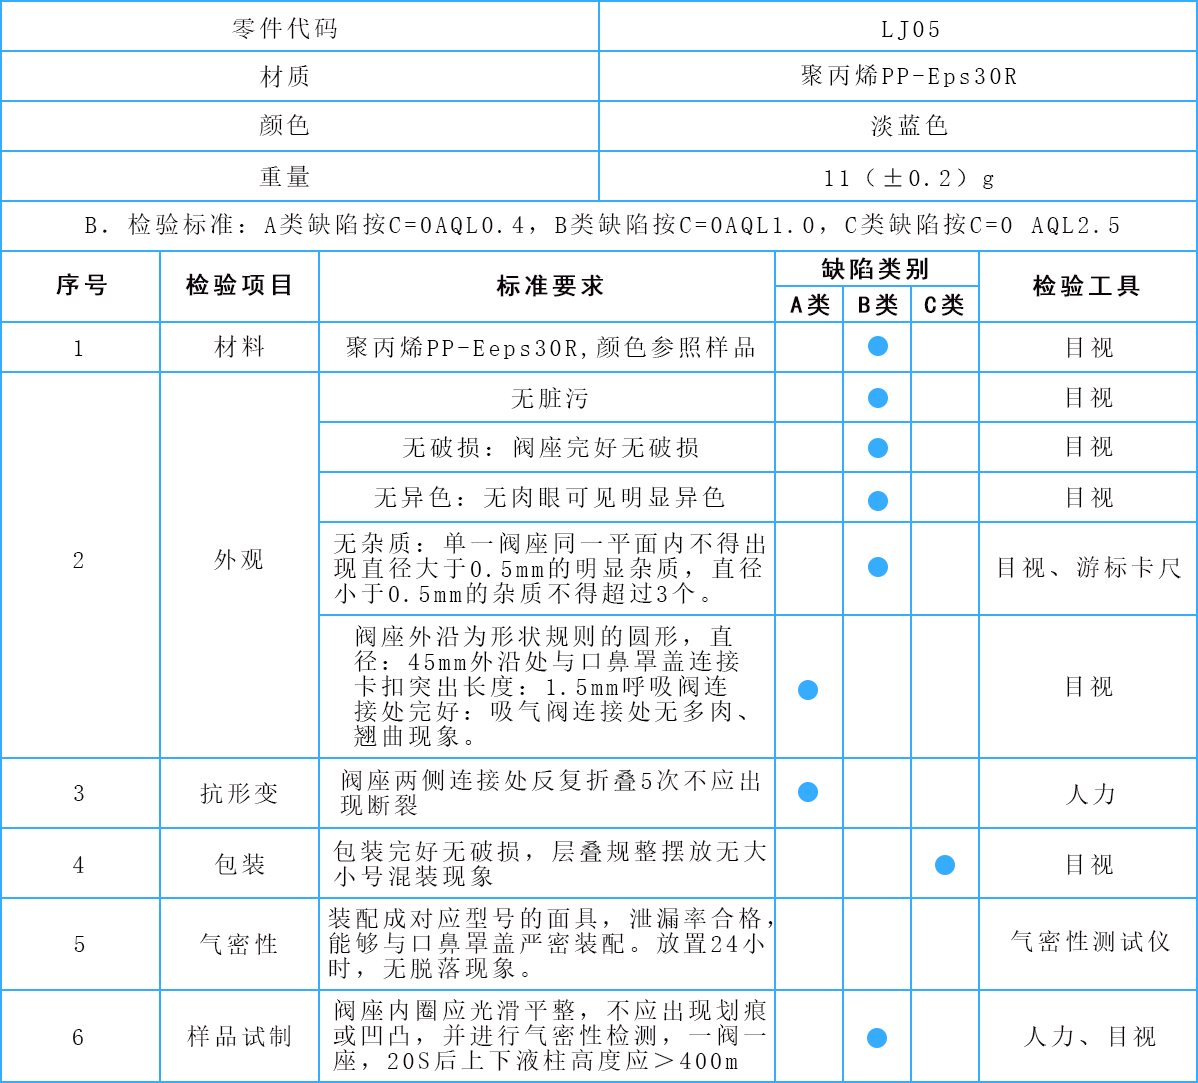 零件代码
LJ05
材质
聚丙烯PP-Eps30R
颜色
淡蓝色
重量
11（±0.2）g
B. 检验标准：A类缺陷按C=0AQL0.4，B类缺陷按C=0AQL1.0，C类缺陷按C=0 AQL2.5
序号
检验项目
标准要求
缺陷类别
A类
B类
C类
检验工具
1
材料
聚丙烯PP-Eeps30R,颜色参照样品
目视
2
外观
无脏污
目视
无破损：阀座完好无破损
目视
无异色：无肉眼可见明显异色
目视
无杂质：单一阀座同一平面内不得出
现直径大于0.5mm的明显杂质，直径
小于0.5mm的杂质不得超过3个。
目视、游标卡尺
阀座外沿为形状规则的圆形，直
径：45mm外沿处与口鼻罩盖连接
卡扣突出长度：1.5mm呼吸阀连
接处完好：吸气阀连接处无多肉、
翘曲现象。
目视
3
抗形变
阀座两侧连接处反复折叠5次不应出
现断裂
人力
4
包装
包装完好无破损，层叠规整摆放无大
小号混装现象
目视
5
气密性
装配成对应型号的面具，泄漏率合格，
能够与口鼻罩盖严密装配。放置24小
时，无脱落现象。
气密性测试仪
6
样品试制
阀座内圈应光滑平整，不应出现划痕
或凹凸，并进行气密性检测，一阀一
座，20S后上下液柱高度应＞400m
人力、目视